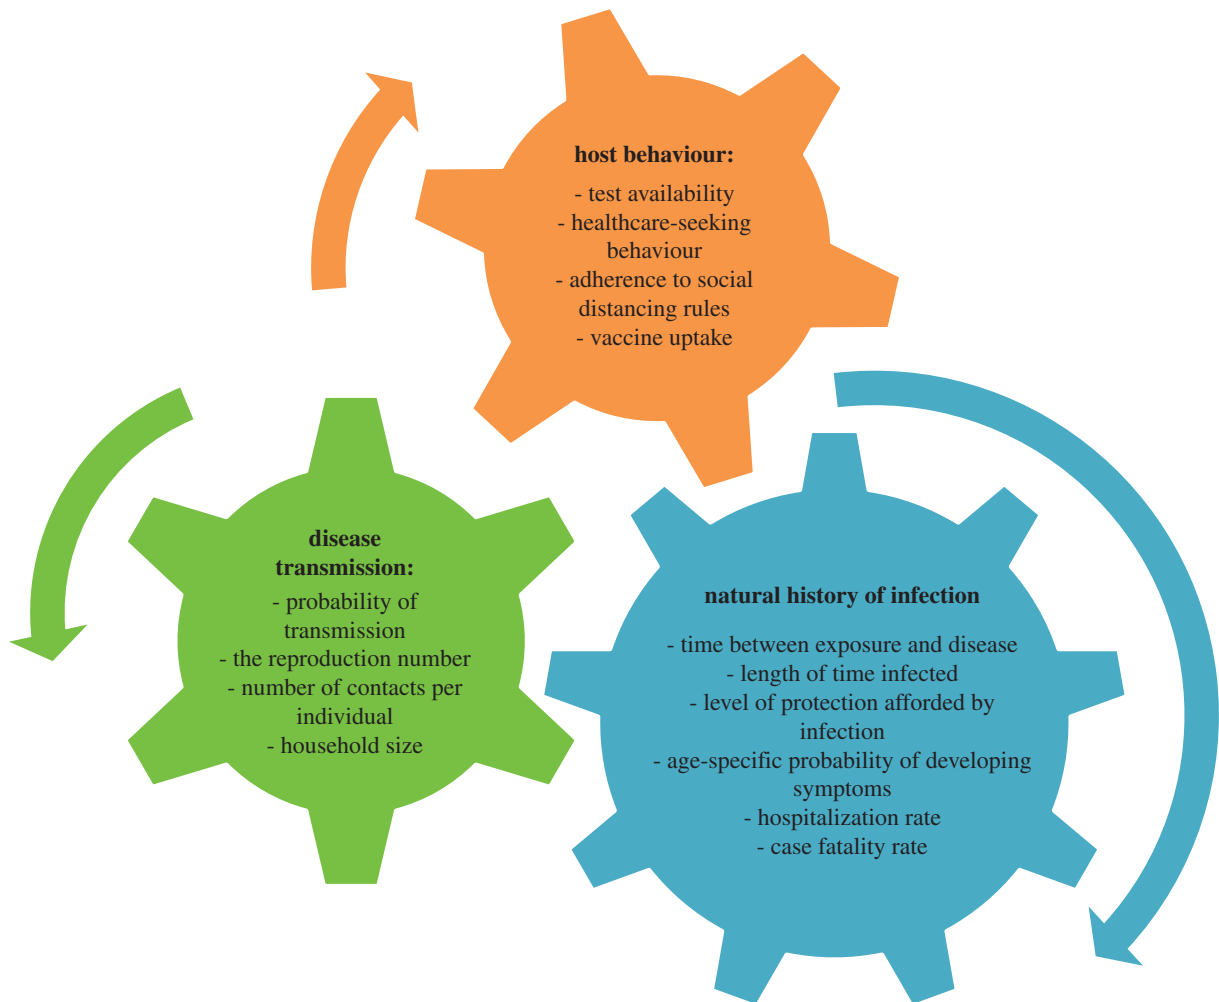 host behaviour:
- test availability
- healthcare-seeking
behaviour
- adherence to social
distancing rules
- vaccine uptake
disease
transmission:
- probability of
transmission
- the reproduction number
- number of contacts per
individual
- household size
natural history of infection
- time between exposure and disease
- length of time infected
- level of protection afforded by
infection
- age-specific probability of developing
symptoms
- hospitalization rate
- case fatality rate